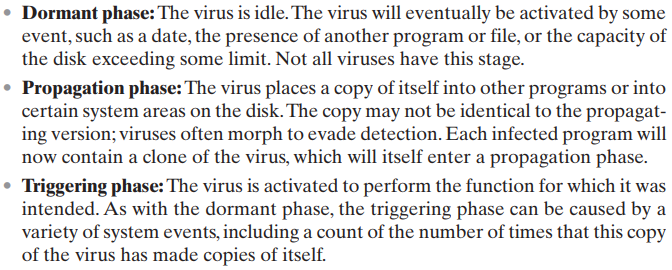 • Dormant phase: The virus is idle. The virus will eventually be activated by some
event, such as a date, the presence of another program or file, or the capacity of
the disk exceeding some limit. Not all viruses have this stage.
• Propagation phase: The virus places a copy of itself into other programs or into
certain system areas on the disk. The copy may not be identical to the propagat-
ing version; viruses often morph to evade detection. Each infected program will
now contain a clone of the virus, which will itself enter a propagation phase.
• Triggering phase: The virus is activated to perform the function for which it was
intended. As with the dormant phase, the triggering phase can be caused by a
variety of system events, including a count of the number of times that this copy
of the virus has made copies of itself.